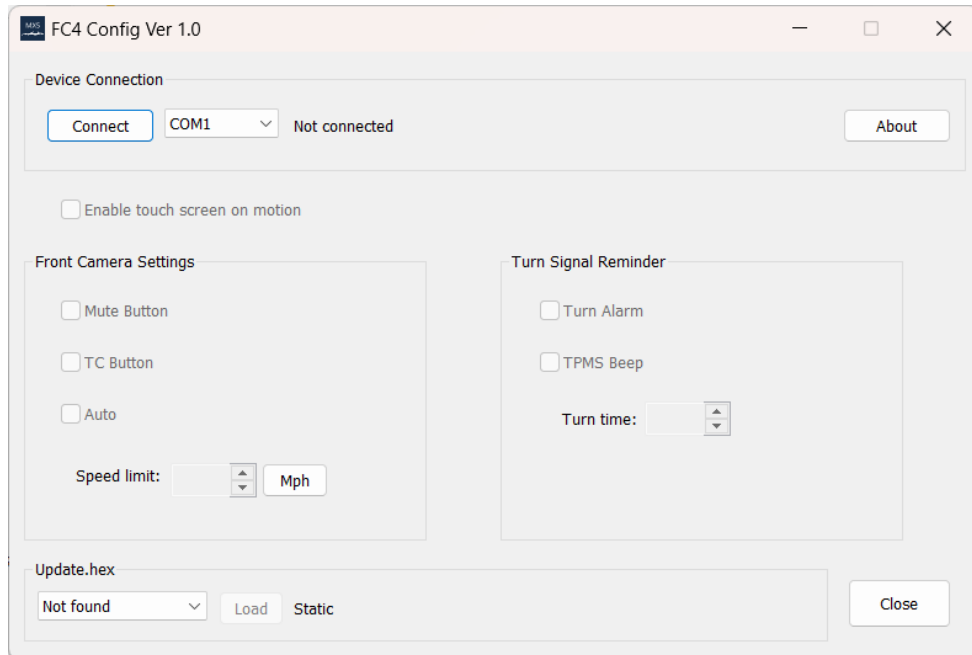 MX5
FC4 Config Ver 1.0
Device Connection
Connect COM1 Not connected About
Enable touch screen on motion
Front Camera Settings
Mute Button
TC Button
Auto
Speed limit: Mph
Turn Signal Reminder
Turn Alarm
TPMS Beep
Turn time:
Update.hex
Not found Load Static
Close